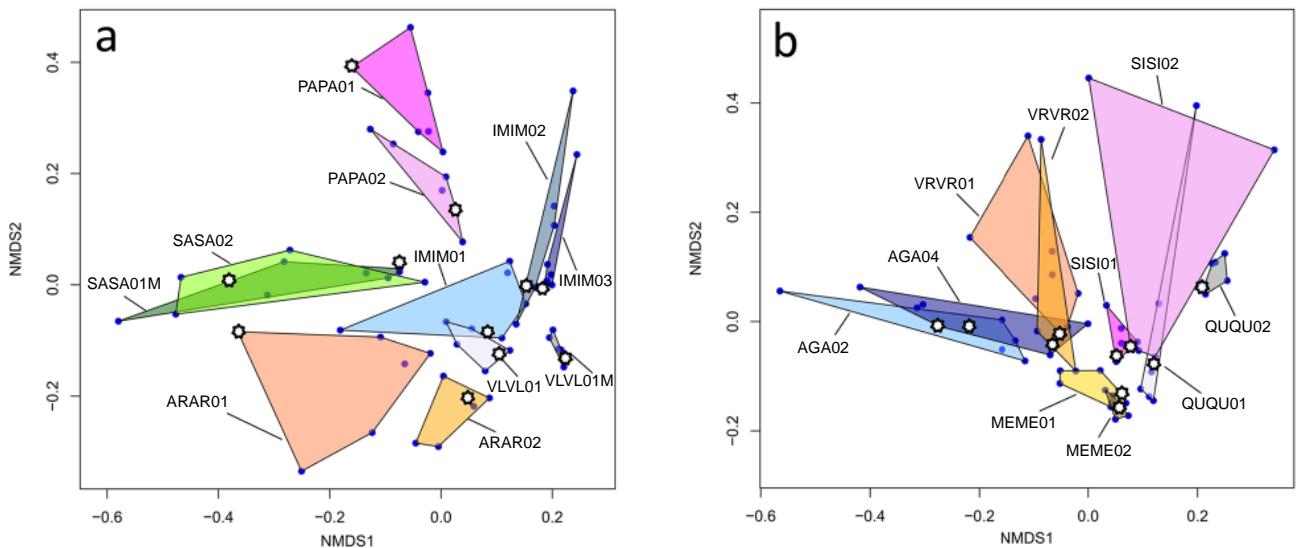 a
PAPA01
PAPA02
IMIM02
SASA02
IMIM01
SASA01M
IMIM03
VLVL01
VLVL01M
ARAR01
ARAR02
0.4
0.2
0.0
−0.2
NMDS2
−0.6 −0.4 −0.2 0.0 0.2
NMDS1
b
SISI02
VRVR02
VRVR01
AGA04
SISI01
AGA02
QUQU02
MEME01
QUQU01
MEME02
0.4
0.2
0.0
−0.2
NMDS2
−0.6 −0.4 −0.2 0.0 0.2
NMDS1